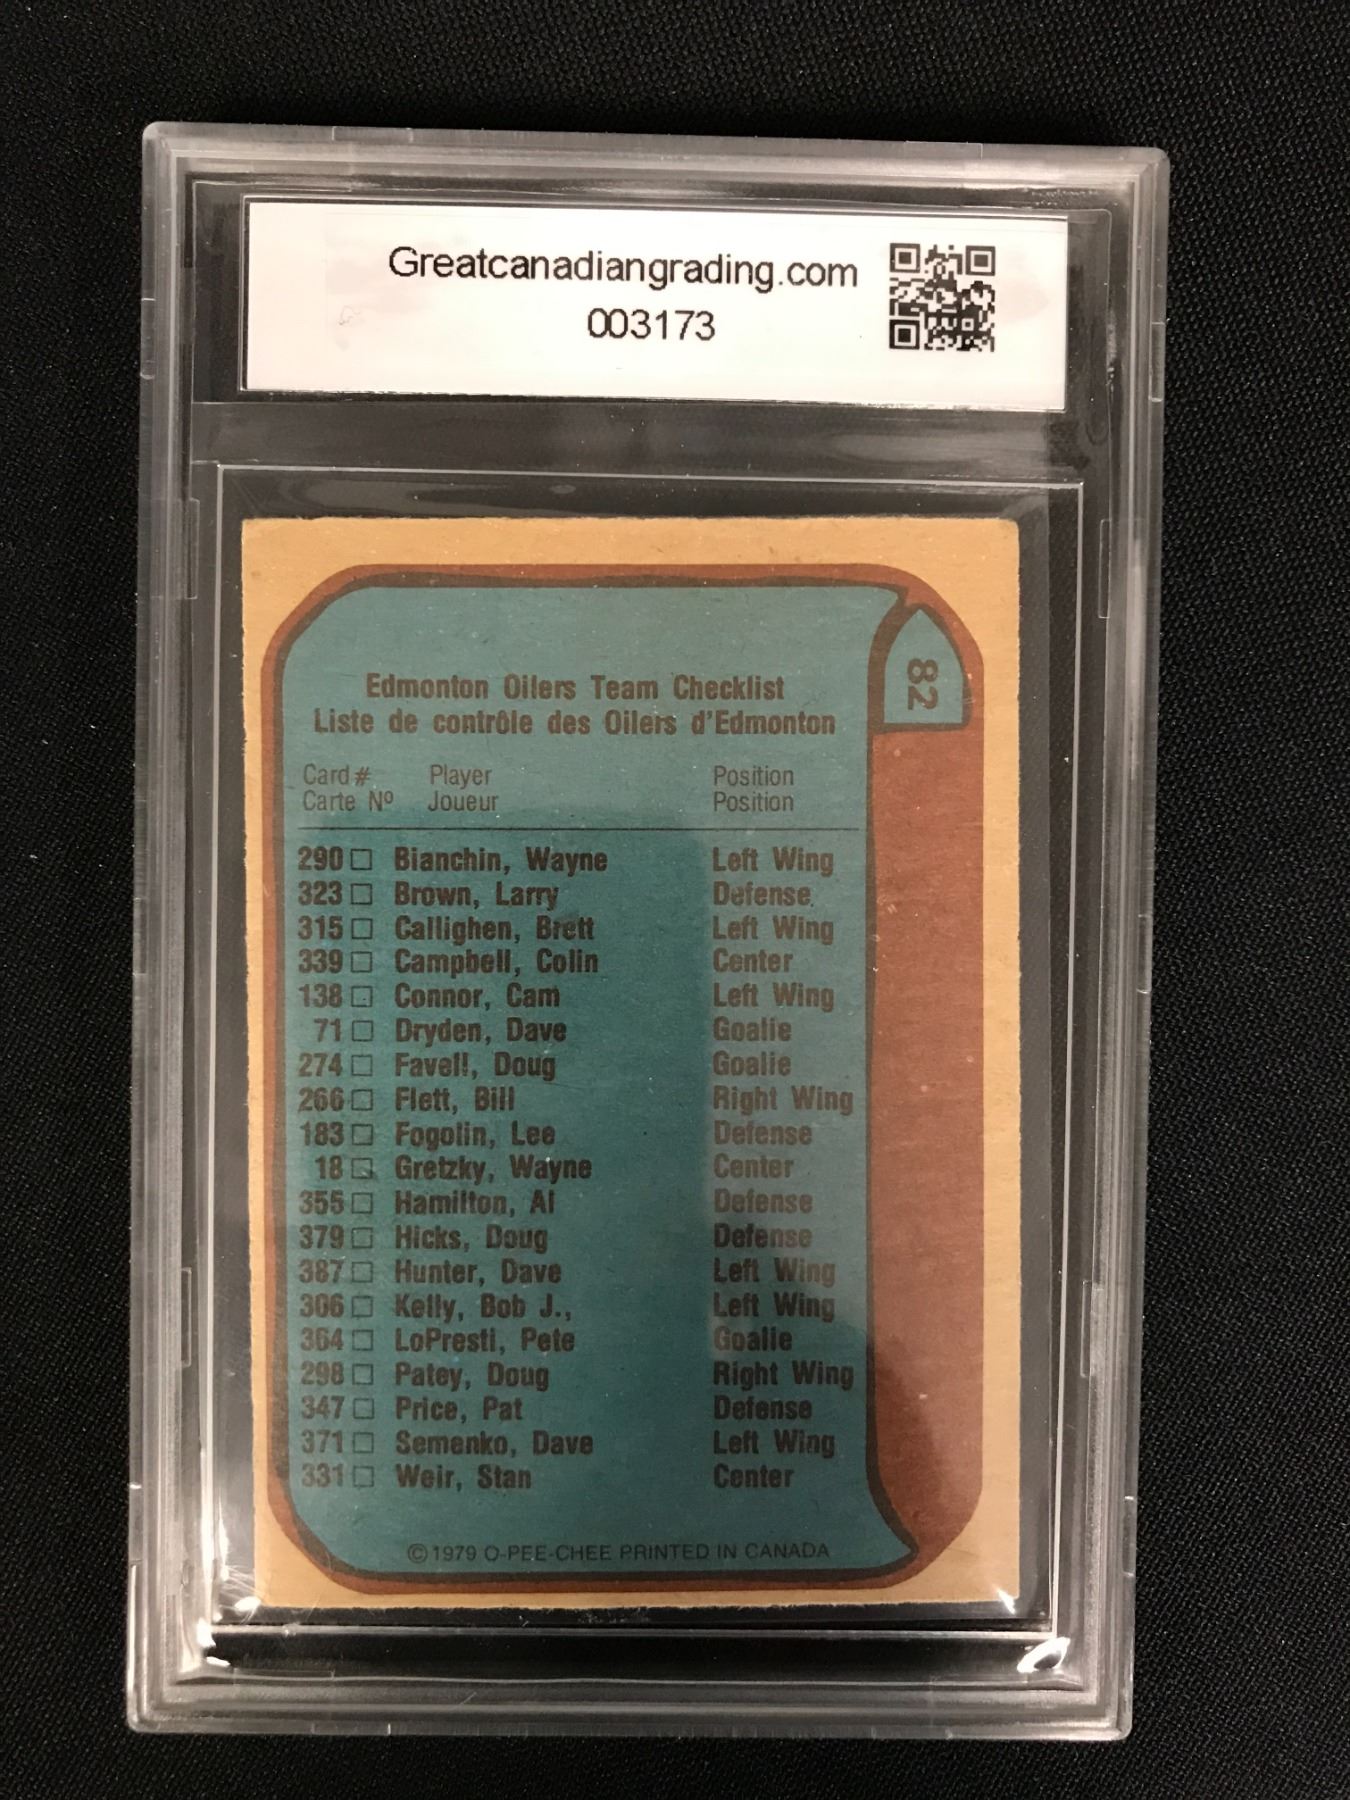 Greatcanadiangrading.com
003173
82
Edmonton Oilers Team Checklist
Liste de contrôle des Oilers d'Edmonton
Card # Player Position
Carte Nº Joueur Position
290 □ Bianchin, Wayne Left Wing
323 □ Brown, Larry Defense
315 □ Callighen, Brett Left Wing
339 □ Campbell, Colin Center
138 □ Connor, Cam Left Wing
71 □ Dryden, Dave Goalie
274 □ Favell, Doug Goalie
266 □ Flett, Bill Right Wing
183 □ Fogolin, Lee Defense
18 □ Gretzky, Wayne Center
355 □ Hamilton, Al Defense
379 □ Hicks, Doug Defense
387 □ Hunter, Dave Left Wing
306 □ Kelly, Bob J., Left Wing
364 □ LoPresti, Pete Goalie
298 □ Patey, Doug Right Wing
347 □ Price, Pat Defense
371 □ Semenko, Dave Left Wing
331 □ Weir, Stan Center
© 1979 O-PEE-CHEE PRINTED IN CANADA